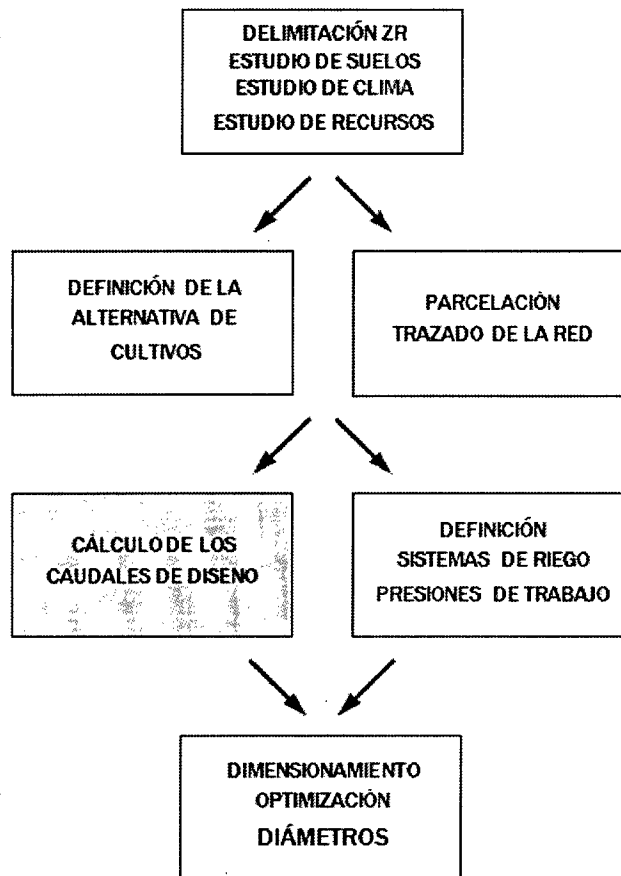 DELIMITACIÓN ZR
ESTUDIO DE SUELOS
ESTUDIO DE CLIMA
ESTUDIO DE RECURSOS
DEFINICIÓN DE LA
ALTERNATIVA DE
CULTIVOS
PARCELACIÓN
TRAZADO DE LA RED
CÁLCULO DE LOS
CAUDALES DE DISENO
DEFINICIÓN
SISTEMAS DE RIEGO
PRESIONES DE TRABAJO
DIMENSIONAMIENTO
OPTIMIZACIÓN
DIÁMETROS